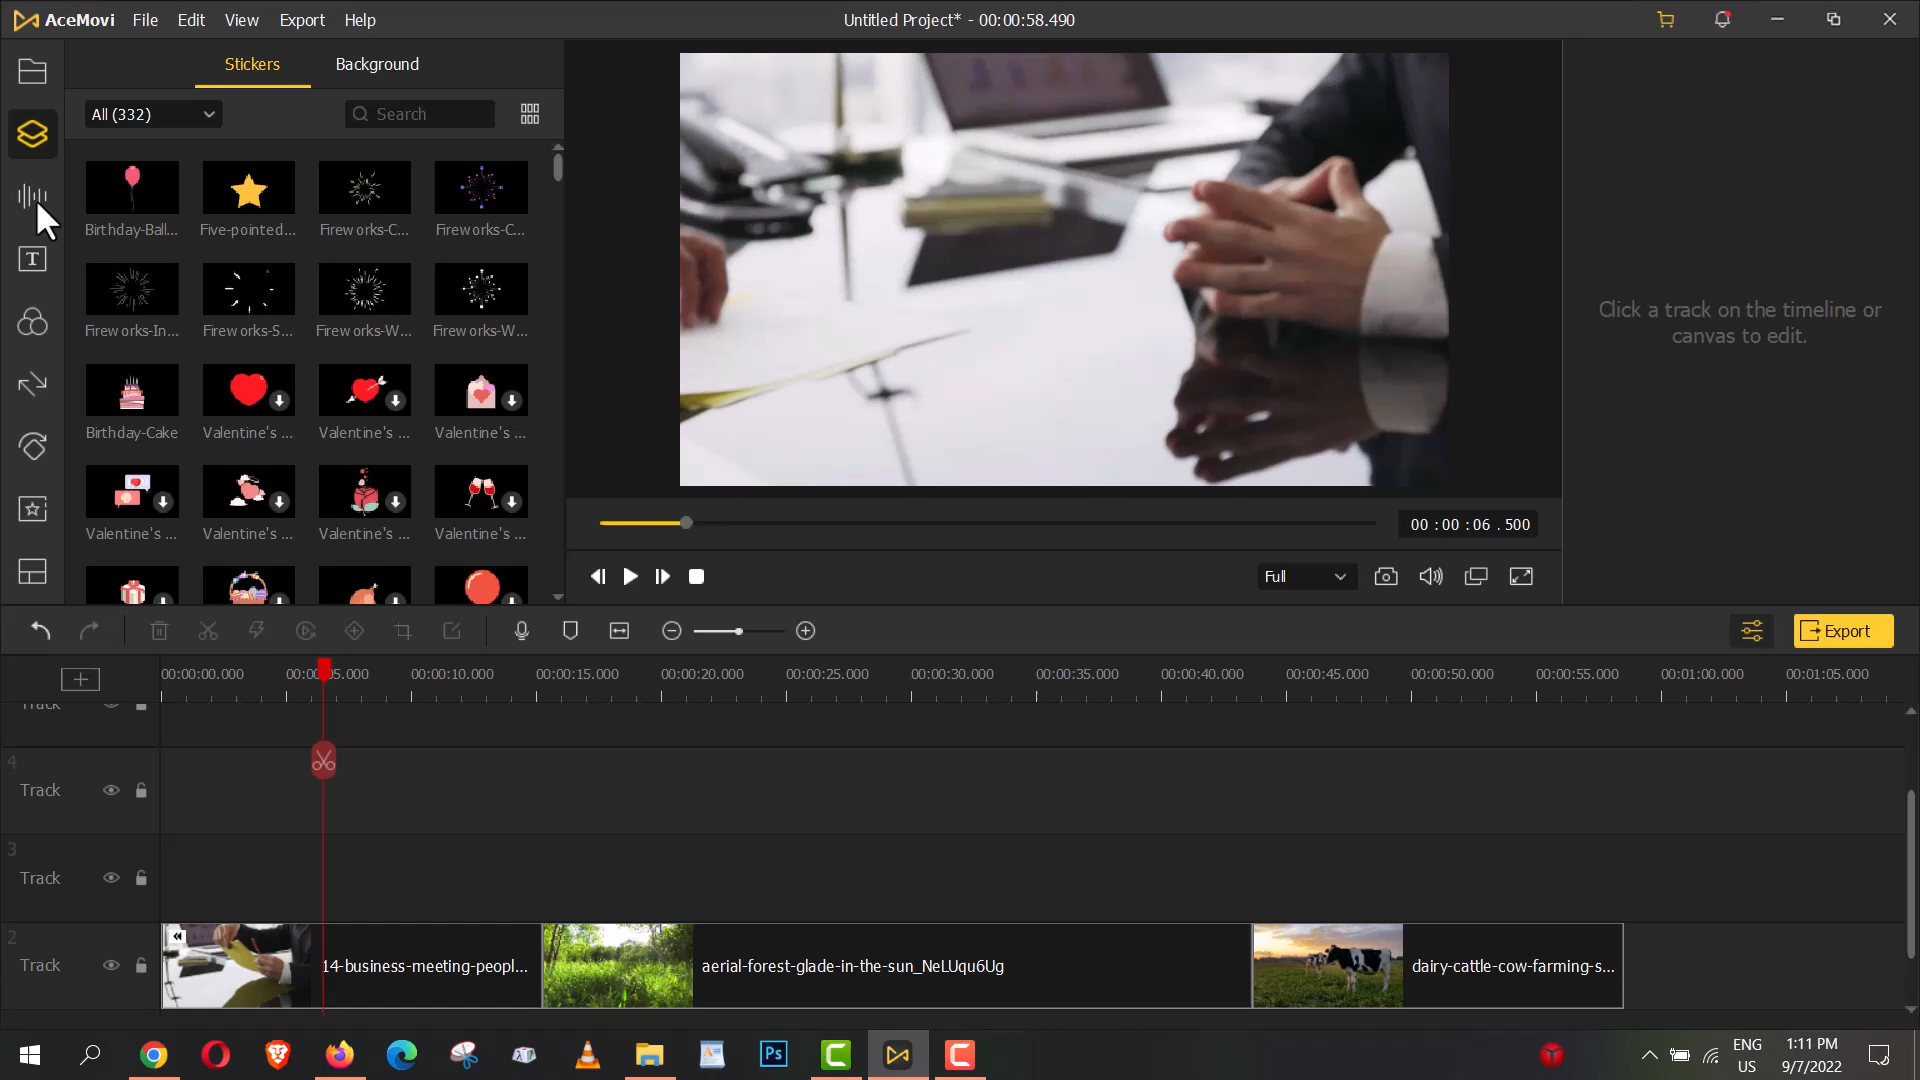 AceMovi File Edit View Export Help Untitled Project* - 00:00:58.490
Stickers Background
All (332) Search
Birthday-Ball... Five-pointed... Fireworks-C... Fireworks-C...
Fireworks-In... Fireworks-S... Fireworks-W... Fireworks-W...
Birthday-Cake Valentine's ... Valentine's ... Valentine's ...
Valentine's ... Valentine's ... Valentine's ... Valentine's ...
Click a track on the timeline or
canvas to edit.
00 : 00 : 06 . 500
Full
Export
00:00:00.000 00:00:05.000 00:00:10.000 00:00:15.000 00:00:20.000 00:00:25.000 00:00:30.000 00:00:35.000 00:00:40.000 00:00:45.000 00:00:50.000 00:00:55.000 00:01:00.000 00:01:05.000
Track
4
Track
3
Track
2
Track 14-business-meeting-peopl... aerial-forest-glade-in-the-sun_NeLUqu6Ug dairy-cattle-cow-farming-s...
Ps
ENG
US
1:11 PM
9/7/2022